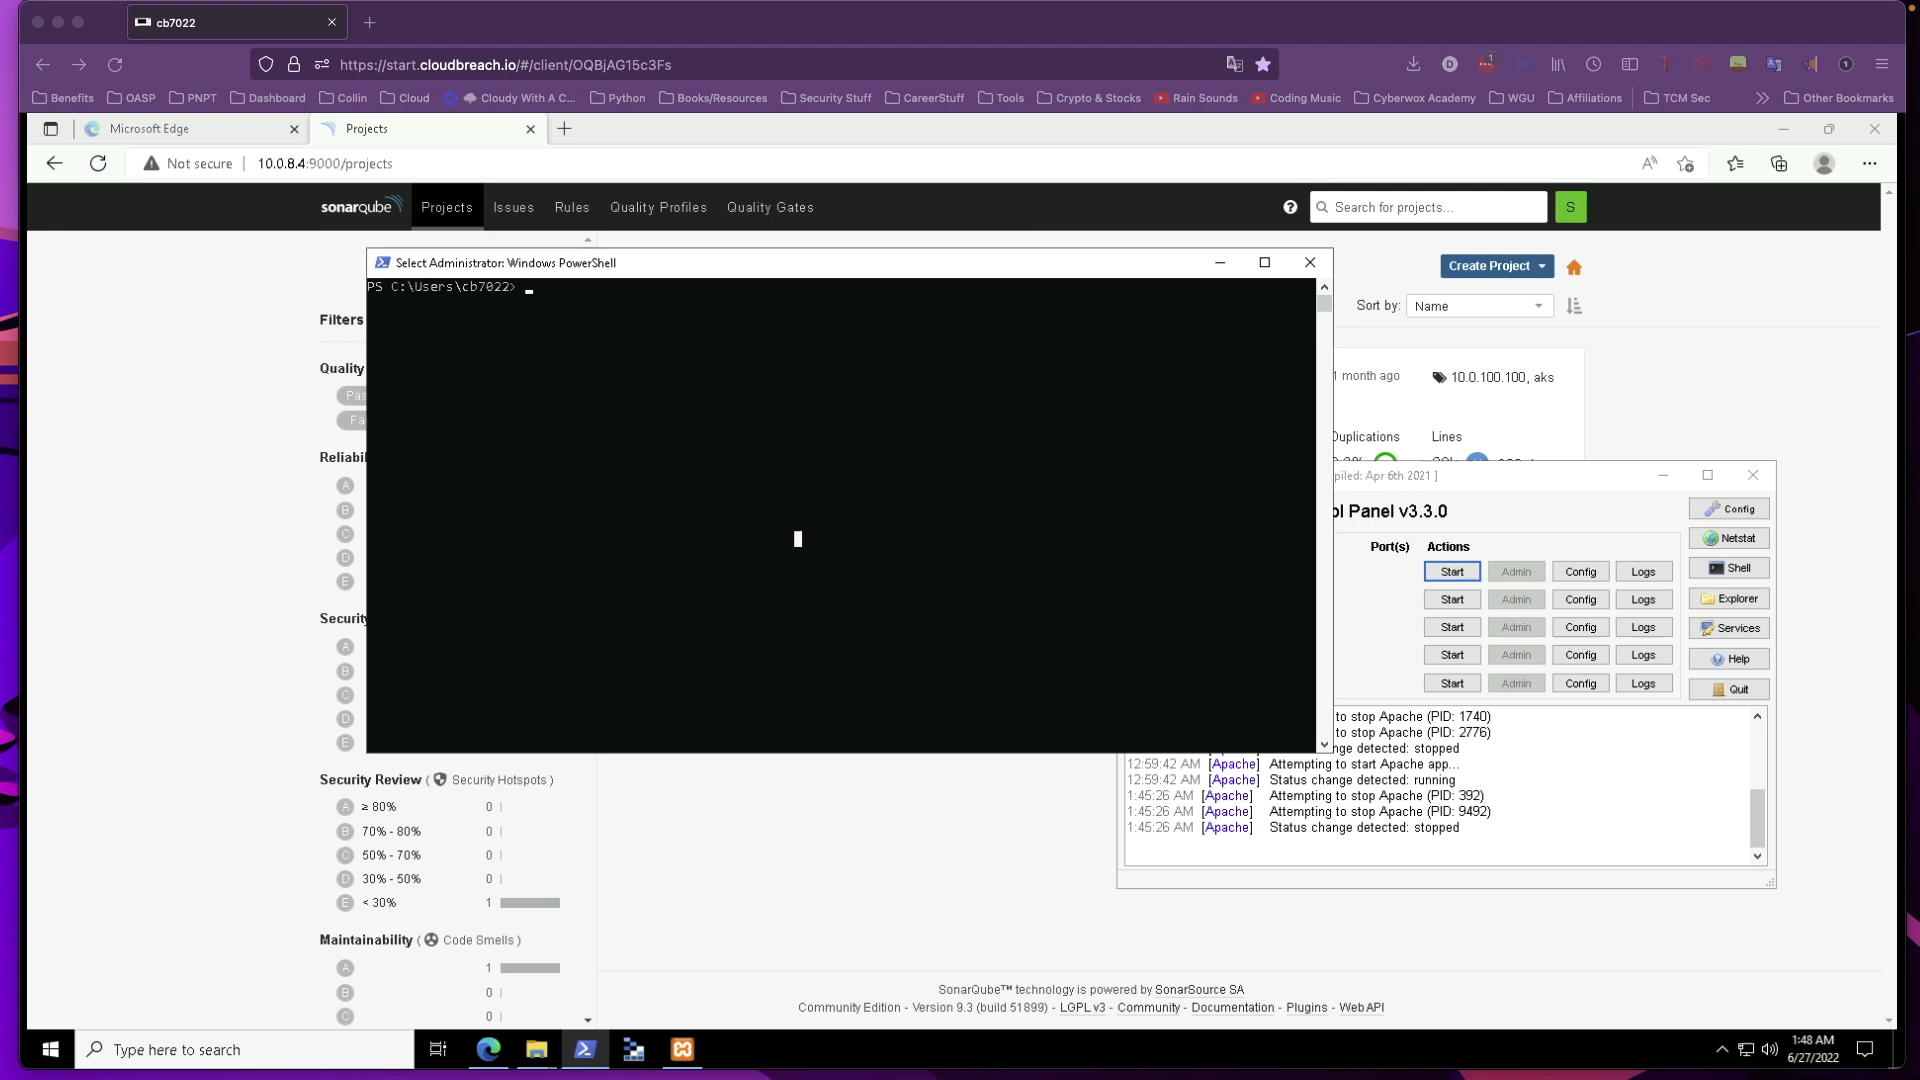 cb7022
https://start.cloudbreach.io/#/client/OQBjAG15c3Fs
1
D
1
Benefits OASP PNPT Dashboard Collin Cloud Cloudy With A C... Python Books/Resources Security Stuff CareerStuff Tools Crypto & Stocks Rain Sounds Coding Music Cyberwox Academy WGU Affiliations TCM Sec Other Bookmarks
Microsoft Edge
Projects
Not secure 10.0.8.4:9000/projects
sonarqube Projects Issues Rules Quality Profiles Quality Gates
Search for projects...
S
Select Administrator: Windows PowerShell
PS C:\Users\cb7022>
Create Project
Sort by: Name
Filters
Quality
1 month ago
10.0.100.100, aks
Duplications Lines
Pas
Fa
Reliabil
A
B
C
D
E
Security
A
B
C
D
E
piled: Apr 6th 2021 ]
ol Panel v3.3.0
Port(s) Actions
Start Admin Config Logs
Start Admin Config Logs
Start Admin Config Logs
Start Admin Config Logs
Start Admin Config Logs
Config
Netstat
Shell
Explorer
Services
Help
Quit
to stop Apache (PID: 1740)
to stop Apache (PID: 2776)
nge detected: stopped
12:59:42 AM [Apache] Attempting to start Apache app...
12:59:42 AM [Apache] Status change detected: running
1:45:26 AM [Apache] Attempting to stop Apache (PID: 392)
1:45:26 AM [Apache] Attempting to stop Apache (PID: 9492)
1:45:26 AM [Apache] Status change detected: stopped
Security Review ( Security Hotspots )
A ≥ 80% 0
B 70% - 80% 0
C 50% - 70% 0
D 30% - 50% 0
E < 30% 1
Maintainability ( Code Smells )
A 1
B 0
C 0
SonarQube™ technology is powered by SonarSource SA
Community Edition - Version 9.3 (build 51899) - LGPL v3 - Community - Documentation - Plugins - Web API
Type here to search
1:48 AM
6/27/2022